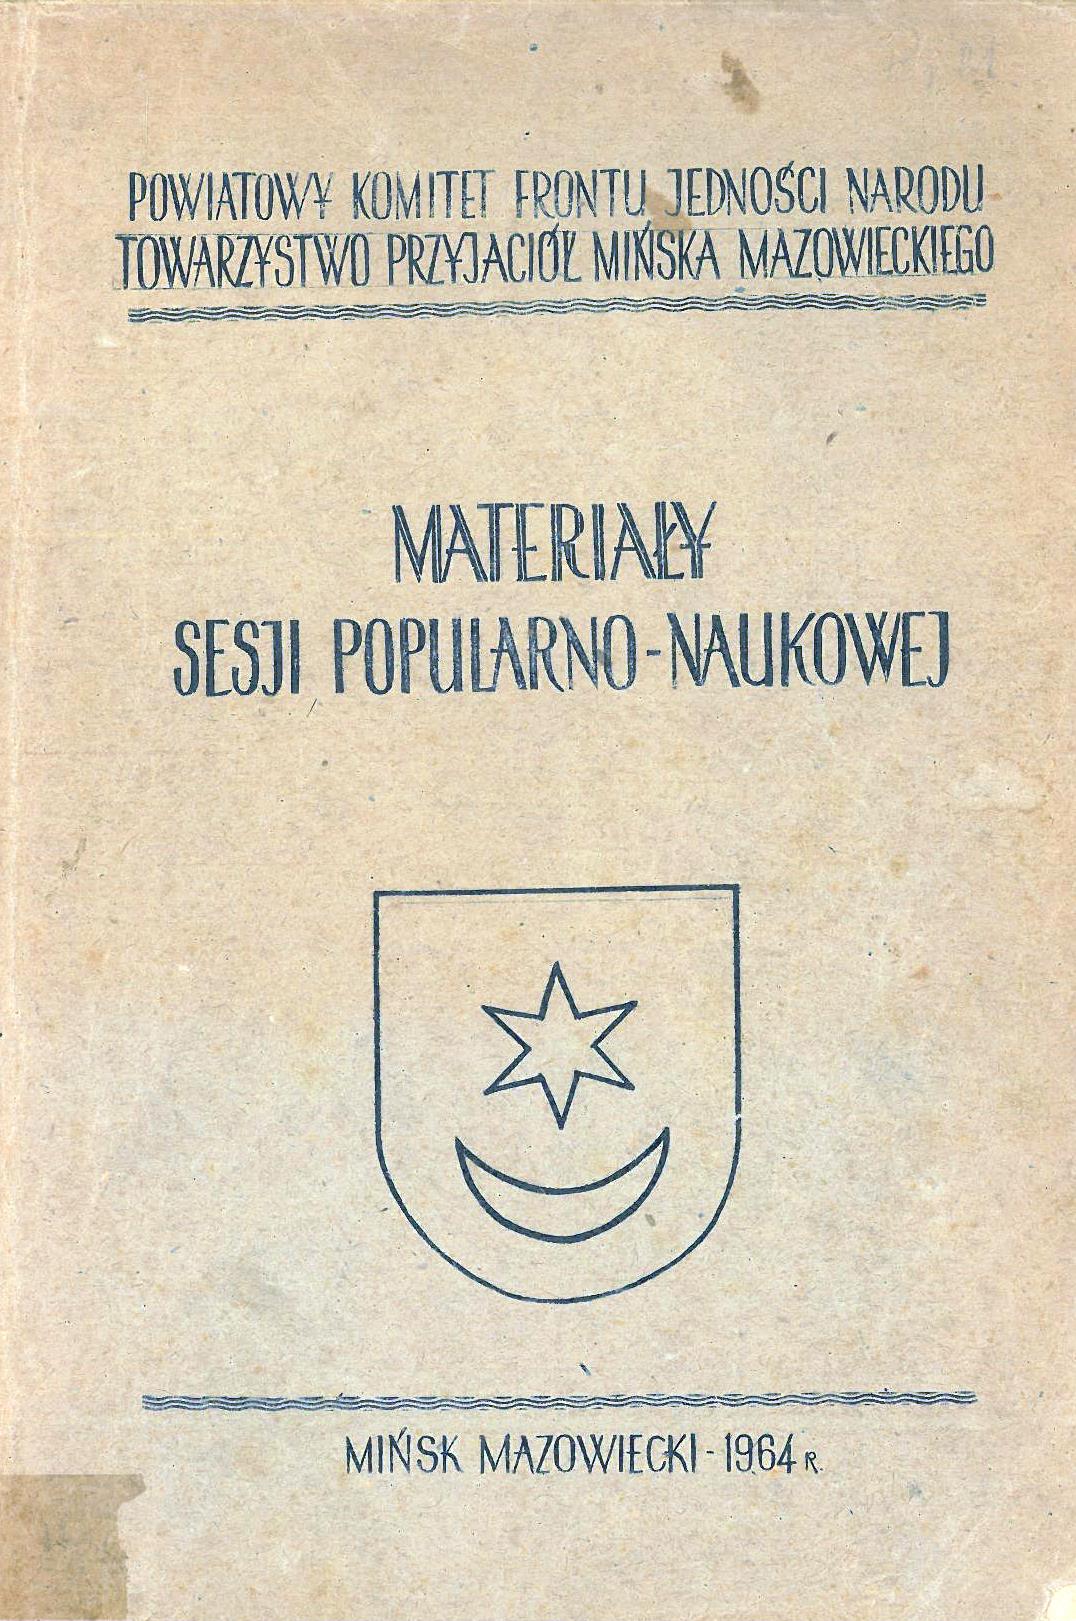 POWIATOWY KOMITET FRONTU JEDNOŚCI NARODU
TOWARZYSTWO PRZYJACIÓŁ MIŃSKA MAZOWIECKIEGO
MATERIAŁY
SESJI POPULARNO-NAUKOWEJ
MIŃSK MAZOWIECKI - 1964 R.